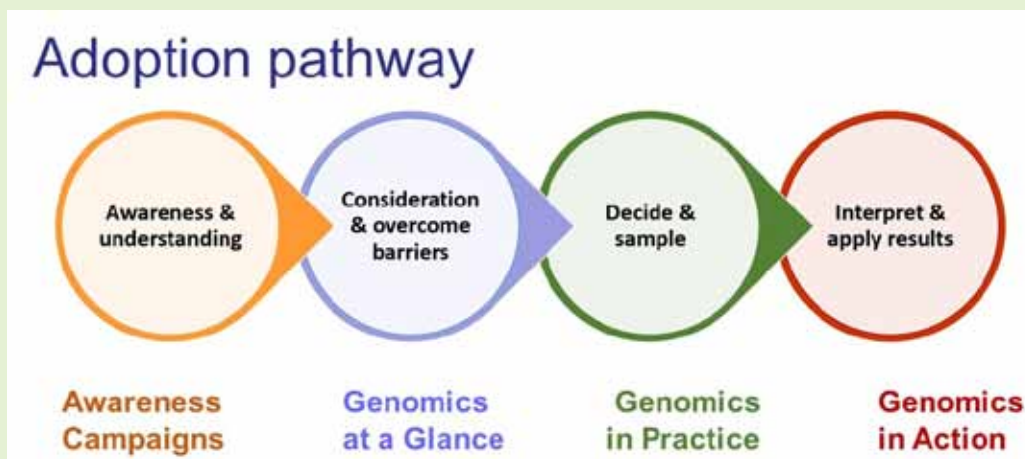 Adoption pathway
Awareness &
understanding
Consideration
& overcome
barriers
Decide &
sample
Interpret &
apply results
Awareness
Campaigns
Genomics
at a Glance
Genomics
in Practice
Genomics
in Action